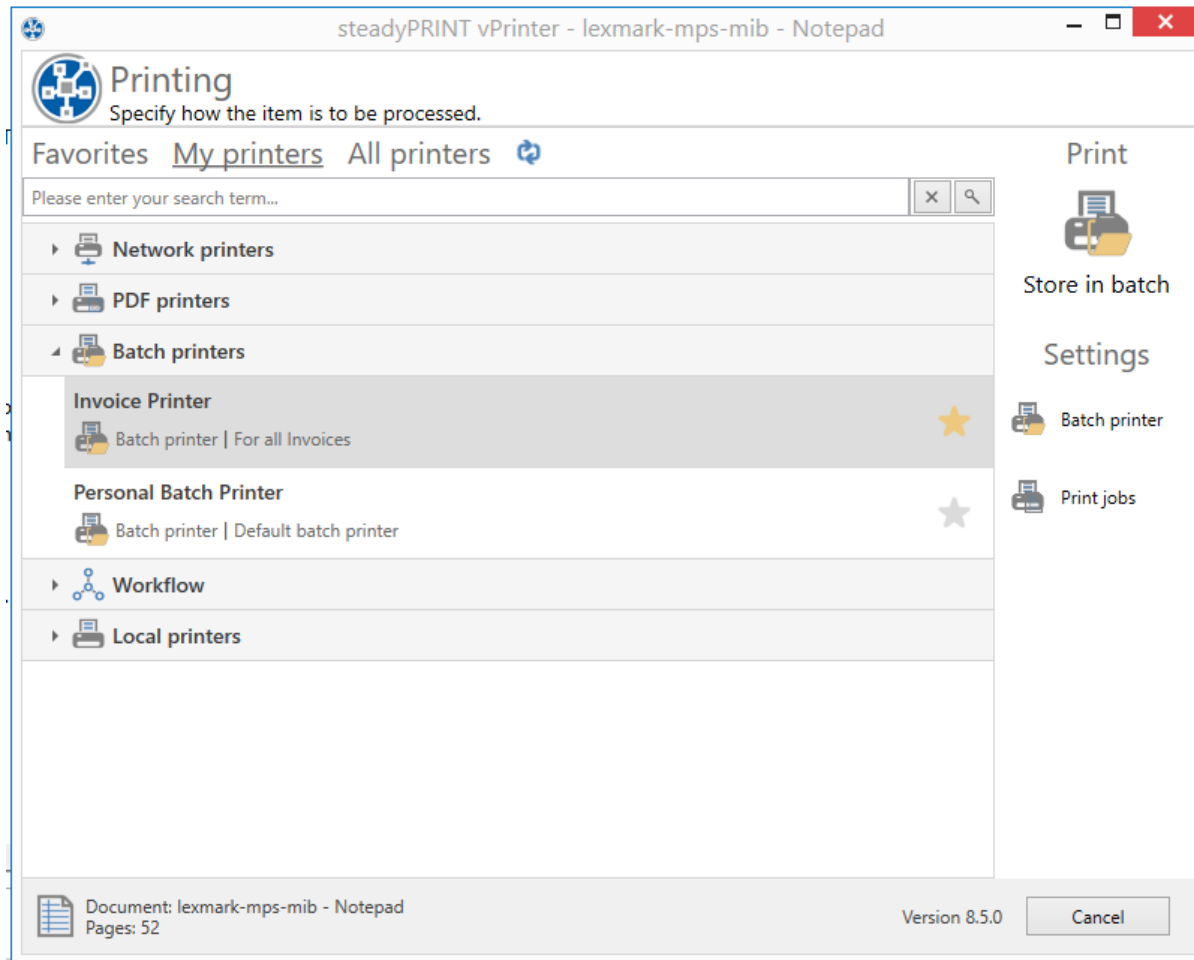 steadyPRINT vPrinter - lexmark-mps-mib - Notepad
Printing
Specify how the item is to be processed.
Favorites My printers All printers
Please enter your search term...
Network printers
PDF printers
Batch printers
Invoice Printer
Batch printer | For all Invoices
Personal Batch Printer
Batch printer | Default batch printer
Workflow
Local printers
Print
Store in batch
Settings
Batch printer
Print jobs
Document: lexmark-mps-mib - Notepad
Pages: 52
Version 8.5.0
Cancel